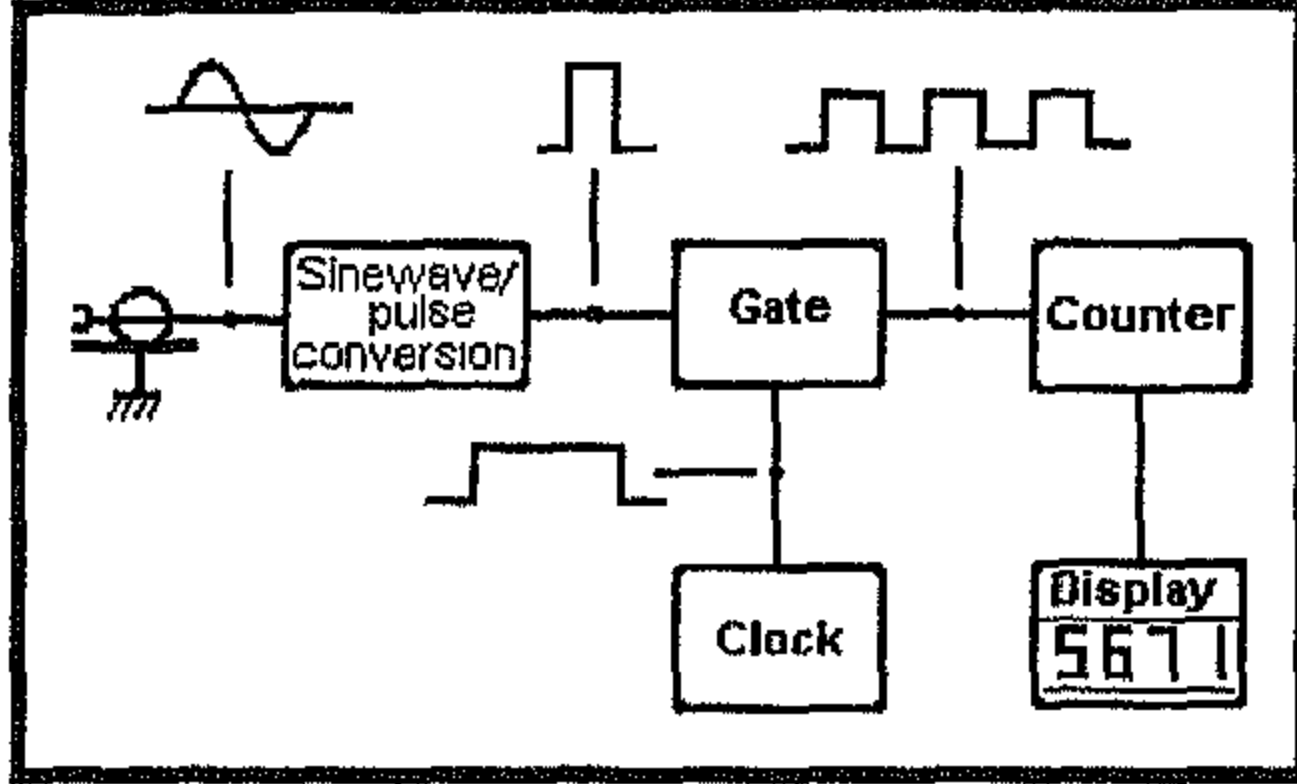 Sinewave/
pulse
conversion
Gate
Counter
Clock
Display
5671